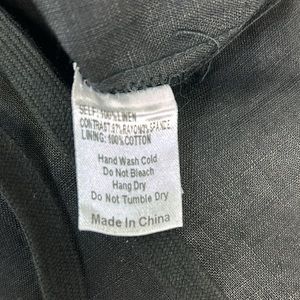 SELF: 100% LINEN
CONTRAST: 97% RAYON 3% SPANDEX
LINING: 100% COTTON
Hand Wash Cold
Do Not Bleach
Hang Dry
Do Not Tumble Dry
Made In China